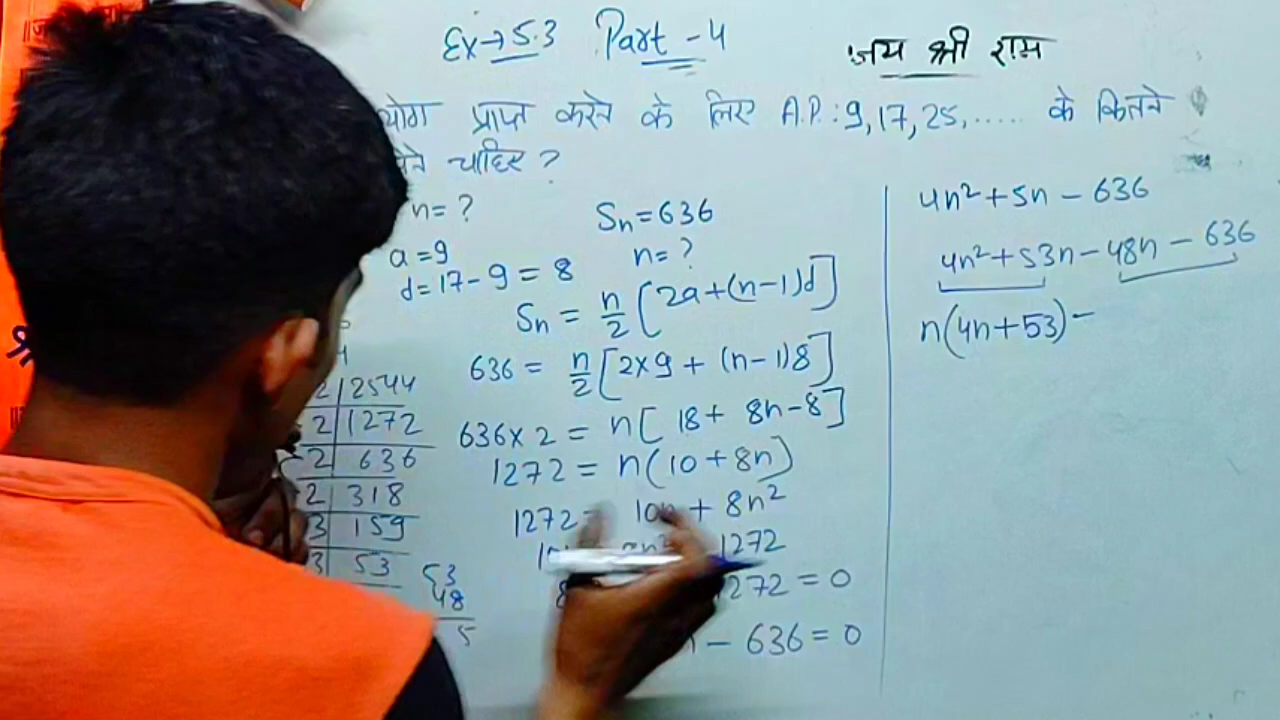 Ex→5.3 Part-4
जय श्री राम
योग प्राप्त करने के लिए A.P.: 9, 17, 25, ..... के कितने
चाहिए ?
n = ?
a = 9
d = 17 - 9 = 8
Sn = 636
n = ?
Sn = n/2 [2a + (n-1)d]
636 = n/2 [2×9 + (n-1)8]
636×2 = n[18 + 8n-8]
1272 = n(10 + 8n)
1272 = 10n + 8n²
1272
1272 = 0
- 636 = 0
2 | 2544
2 | 1272
2 | 636
2 | 318
3 | 159
53
53
48
5
4n² + 5n - 636
4n² + 53n - 48n - 636
n(4n+53) -